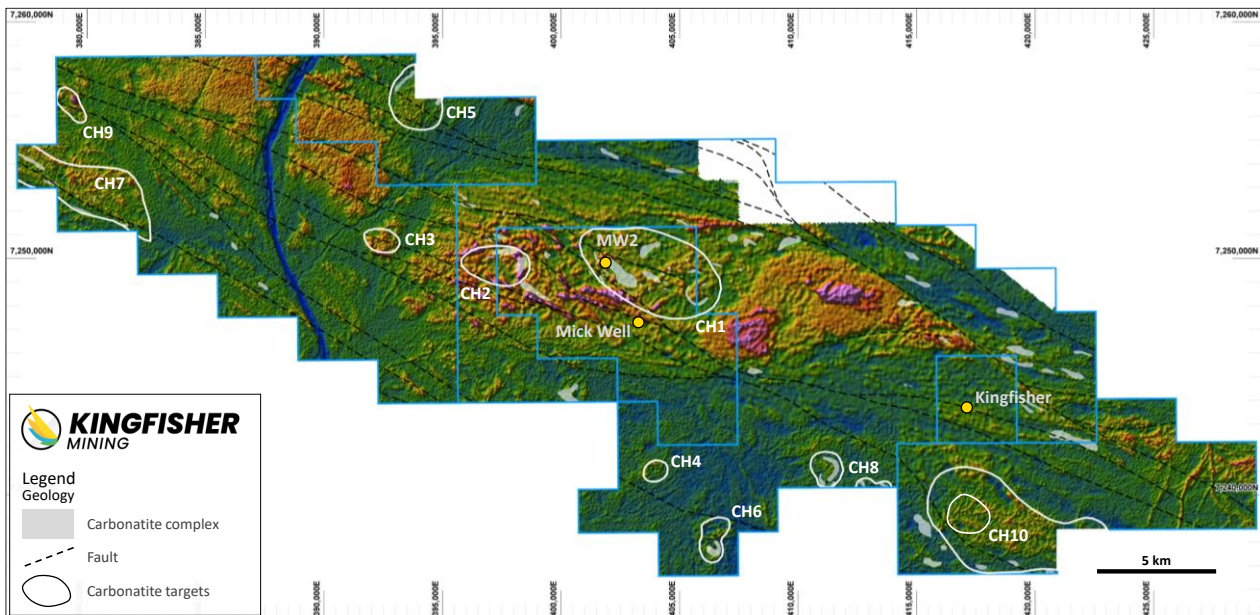 7,260,000N
7,260,000N
380,000E
385,000E
390,000E
395,000E
400,000E
405,000E
410,000E
415,000E
420,000E
425,000E
CH5
CH9
CH7
CH3
MW2
7,250,000N
7,250,000N
CH2
CH1
Mick Well
Kingfisher
CH4
CH8
7,240,000N
CH6
CH10
KINGFISHER
MINING
Legend
Geology
Carbonatite complex
Fault
Carbonatite targets
5 km
390,000E
395,000E
400,000E
405,000E
410,000E
415,000E
420,000E
425,000E